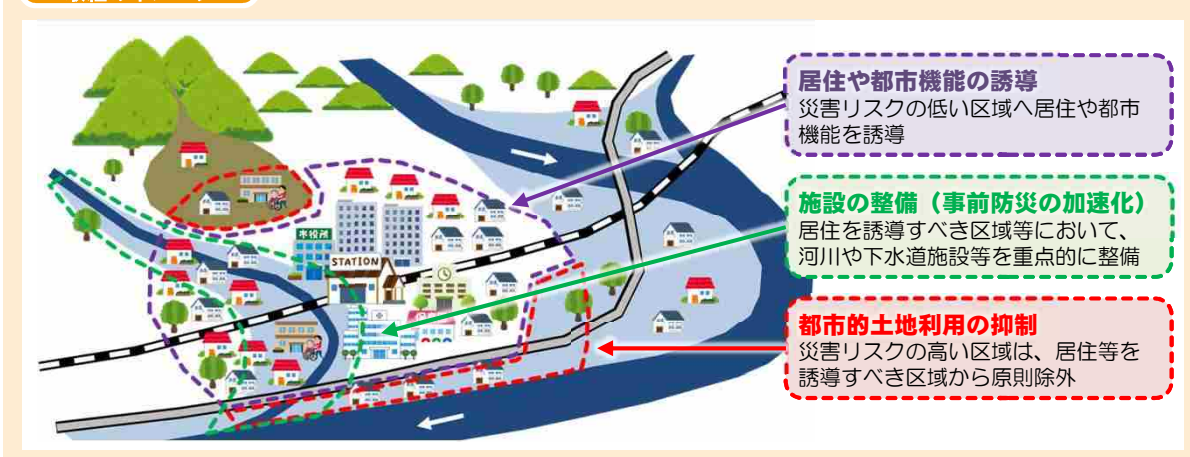 居住や都市機能の誘導
災害リスクの低い区域へ居住や都市
機能を誘導
施設の整備（事前防災の加速化）
居住を誘導すべき区域等において、
河川や下水道施設等を重点的に整備
都市的土地利用の抑制
災害リスクの高い区域は、居住等を
誘導すべき区域から原則除外
市役所
STATION